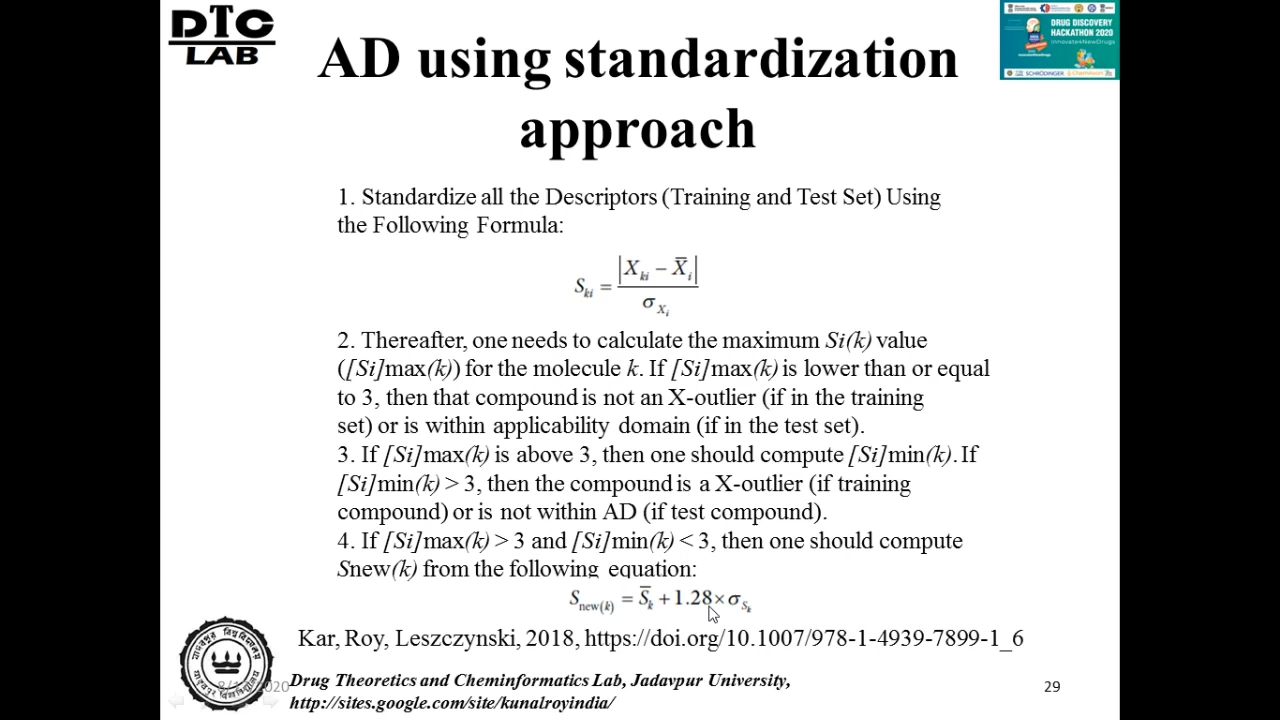 DTC
LAB
DRUG DISCOVERY
HACKATHON 2020
AD using standardization
approach
1. Standardize all the Descriptors (Training and Test Set) Using
the Following Formula:
S_ki = |X_ki − X̄_i| / σ_X_i
2. Thereafter, one needs to calculate the maximum Si(k) value
([Si]max(k)) for the molecule k. If [Si]max(k) is lower than or equal
to 3, then that compound is not an X-outlier (if in the training
set) or is within applicability domain (if in the test set).
3. If [Si]max(k) is above 3, then one should compute [Si]min(k). If
[Si]min(k) > 3, then the compound is a X-outlier (if training
compound) or is not within AD (if test compound).
4. If [Si]max(k) > 3 and [Si]min(k) < 3, then one should compute
Snew(k) from the following equation:
S_new(k) = S̄_k + 1.28 × σ_S_k
Kar, Roy, Leszczynski, 2018, https://doi.org/10.1007/978-1-4939-7899-1_6
Drug Theoretics and Cheminformatics Lab, Jadavpur University,
http://sites.google.com/site/kunalroyindia/
29